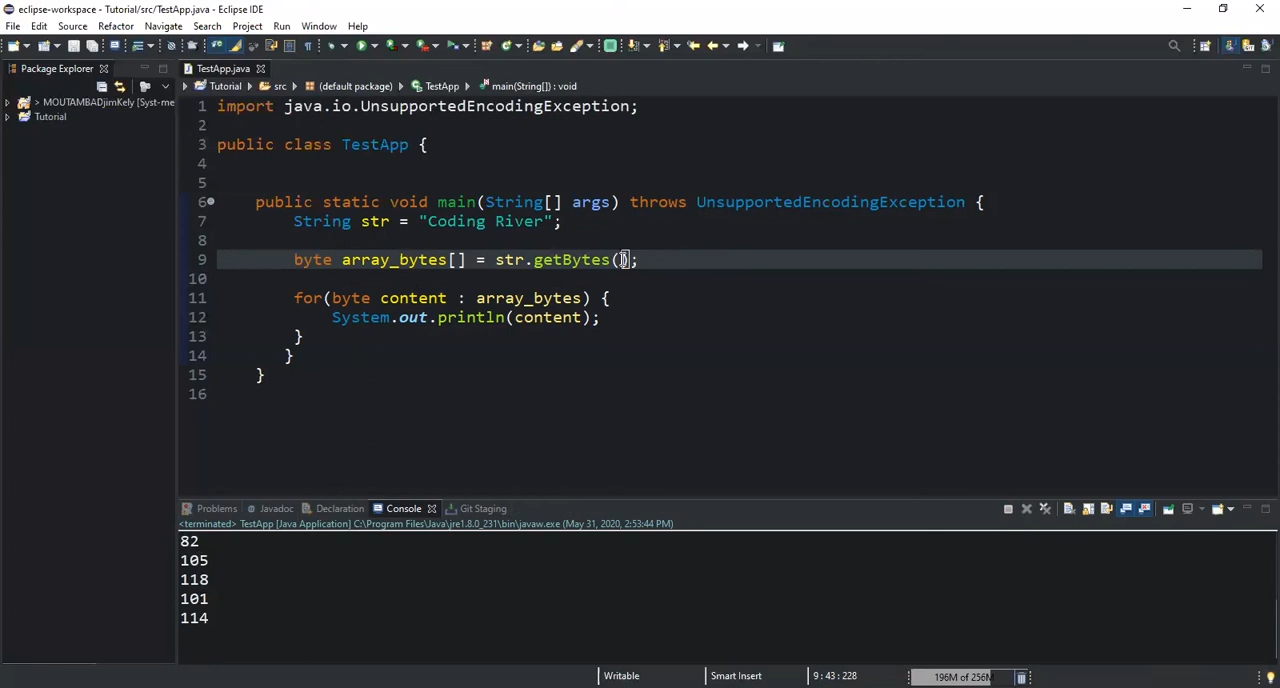 eclipse-workspace - Tutorial/src/TestApp.java - Eclipse IDE
File Edit Source Refactor Navigate Search Project Run Window Help
Package Explorer
TestApp.java
Tutorial src (default package) TestApp main(String[]) : void
> MOUTAMBADjimKely [Syst-me
Tutorial
1 import java.io.UnsupportedEncodingException;
2
3 public class TestApp {
4
5
6 public static void main(String[] args) throws UnsupportedEncodingException {
7 String str = "Coding River";
8
9 byte array_bytes[] = str.getBytes();
10
11 for(byte content : array_bytes) {
12 System.out.println(content);
13 }
14 }
15 }
16
Problems Javadoc Declaration Console Git Staging
<terminated> TestApp [Java Application] C:\Program Files\Java\jre1.8.0_231\bin\javaw.exe (May 31, 2020, 2:53:44 PM)
82
105
118
101
114
Writable Smart Insert 9 : 43 : 228 196M of 256M